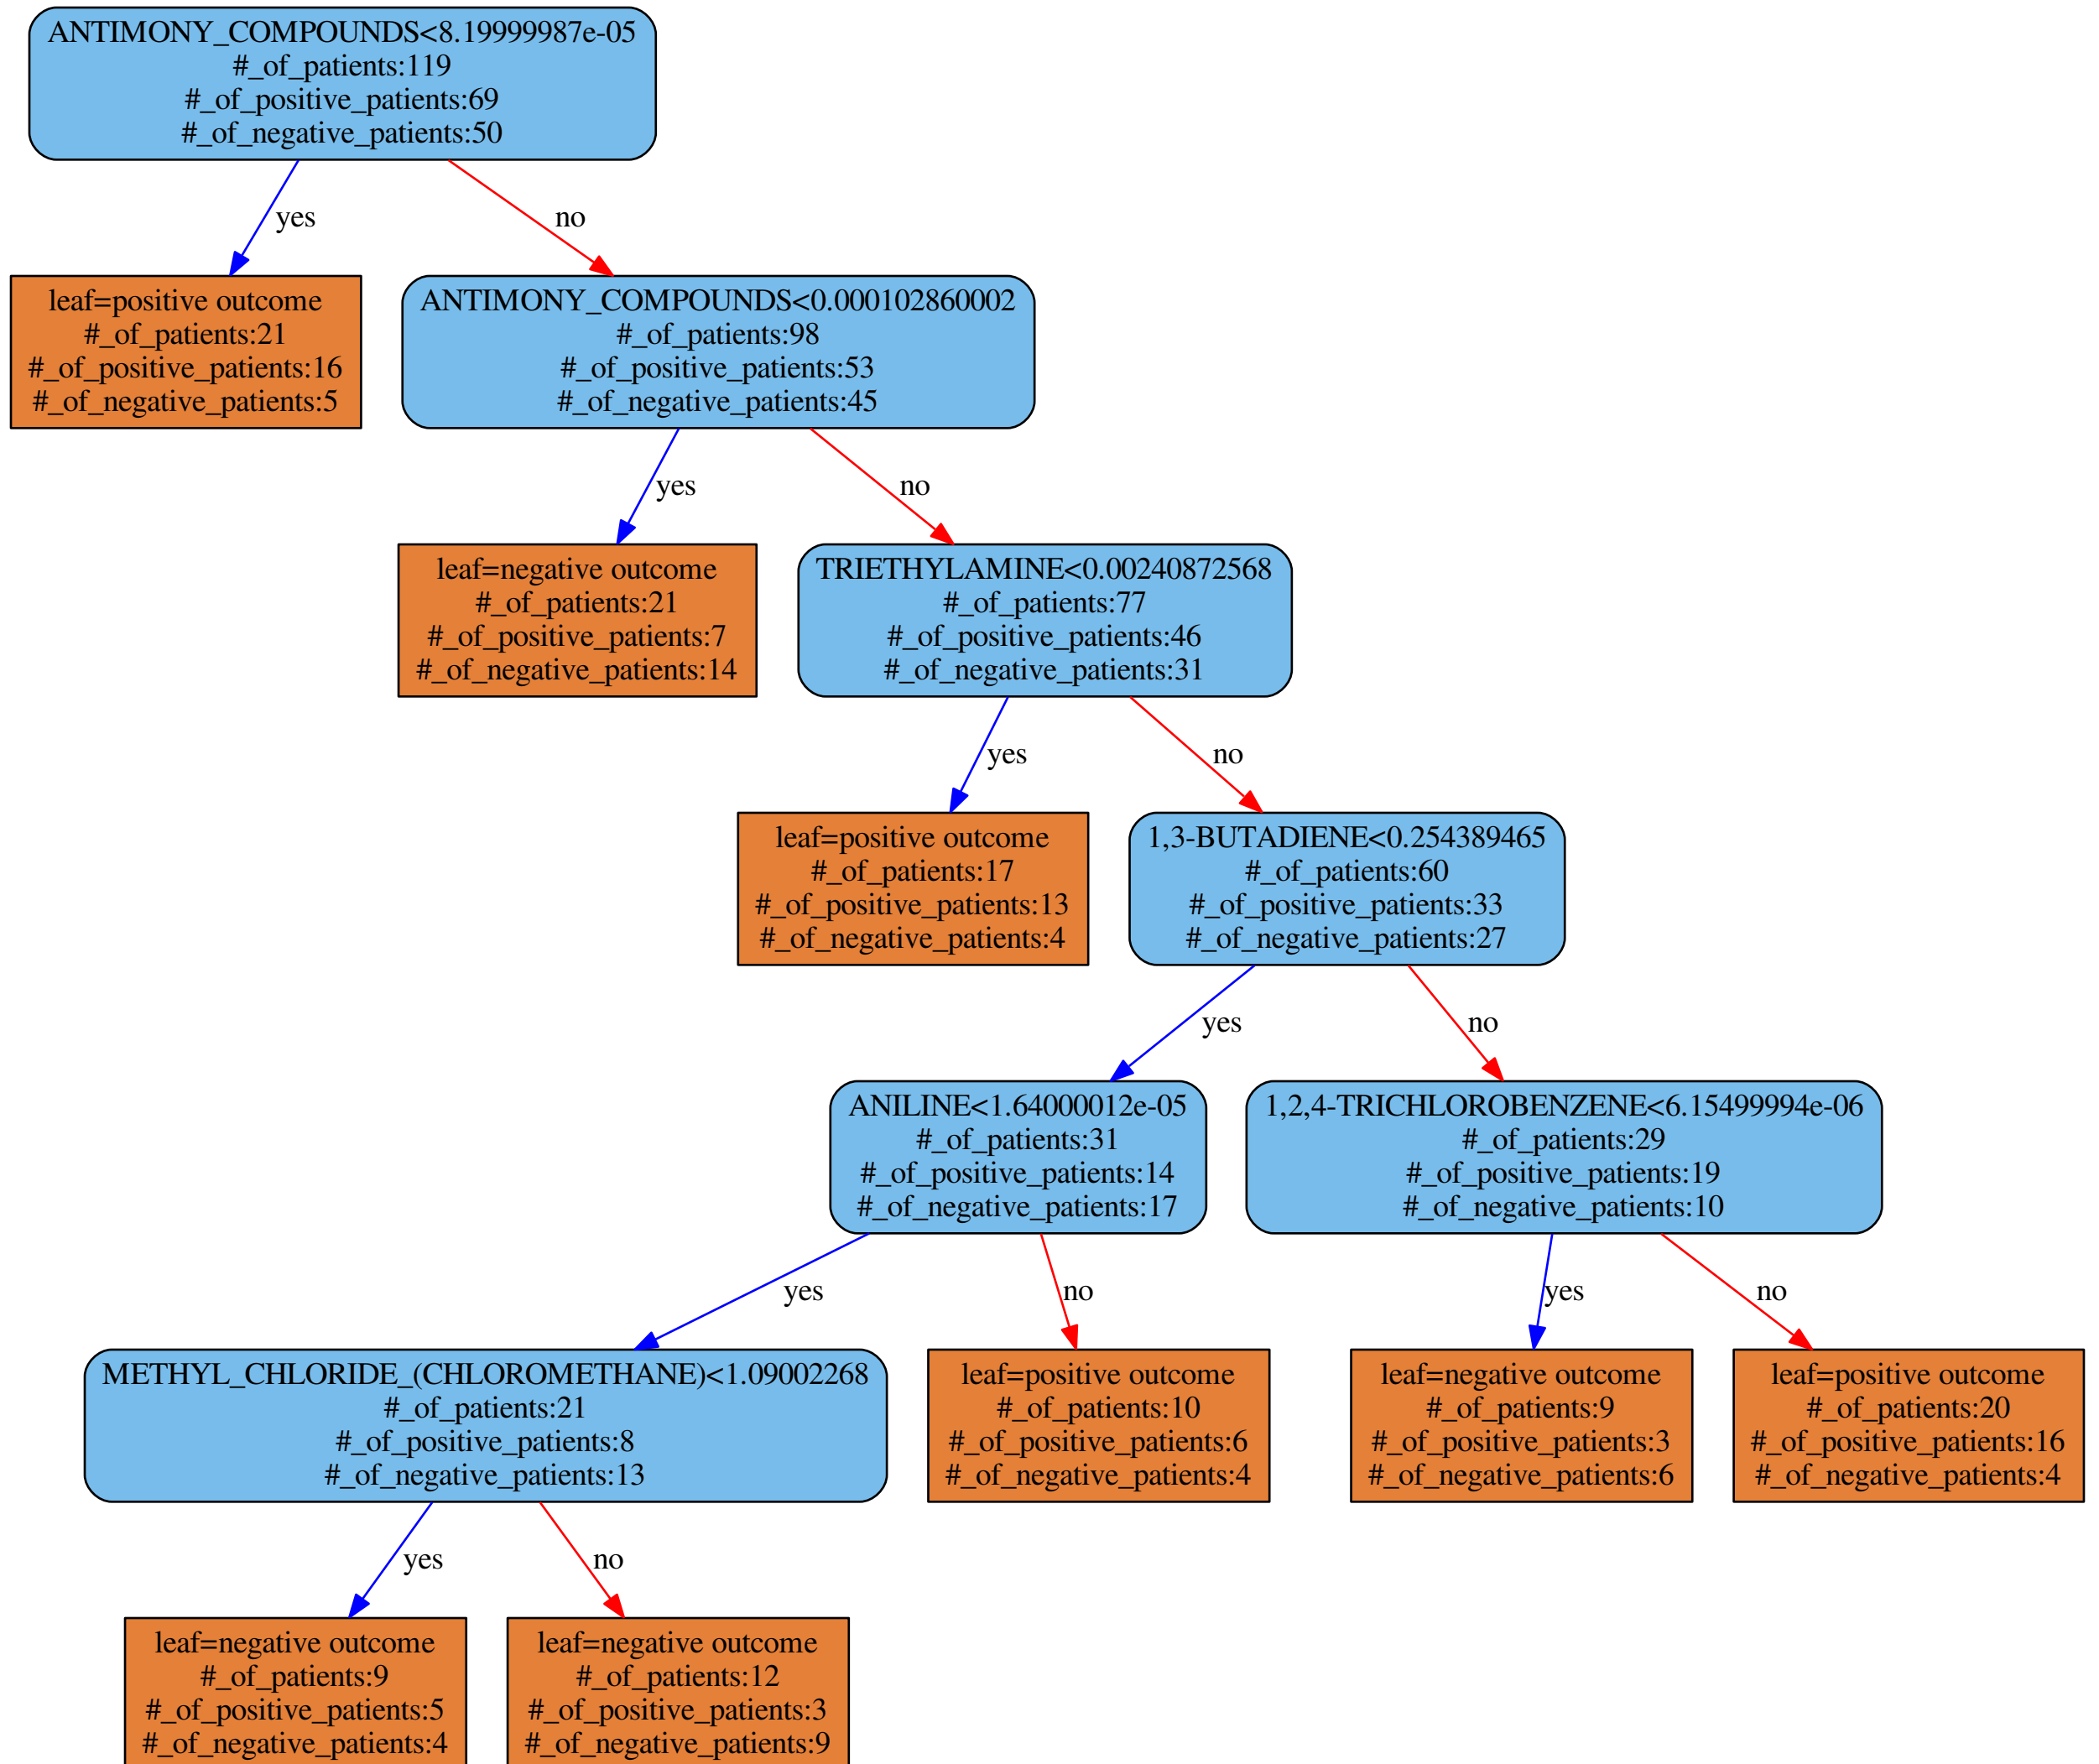 ANTIMONY_COMPOUNDS<8.19999987e-05
#_of_patients:119
#_of_positive_patients:69
#_of_negative_patients:50
yes
no
leaf=positive outcome
#_of_patients:21
#_of_positive_patients:16
#_of_negative_patients:5
ANTIMONY_COMPOUNDS<0.000102860002
#_of_patients:98
#_of_positive_patients:53
#_of_negative_patients:45
yes
no
leaf=negative outcome
#_of_patients:21
#_of_positive_patients:7
#_of_negative_patients:14
TRIETHYLAMINE<0.00240872568
#_of_patients:77
#_of_positive_patients:46
#_of_negative_patients:31
yes
no
leaf=positive outcome
#_of_patients:17
#_of_positive_patients:13
#_of_negative_patients:4
1,3-BUTADIENE<0.254389465
#_of_patients:60
#_of_positive_patients:33
#_of_negative_patients:27
yes
no
ANILINE<1.64000012e-05
#_of_patients:31
#_of_positive_patients:14
#_of_negative_patients:17
1,2,4-TRICHLOROBENZENE<6.15499994e-06
#_of_patients:29
#_of_positive_patients:19
#_of_negative_patients:10
yes
no
yes
no
METHYL_CHLORIDE_(CHLOROMETHANE)<1.09002268
#_of_patients:21
#_of_positive_patients:8
#_of_negative_patients:13
leaf=positive outcome
#_of_patients:10
#_of_positive_patients:6
#_of_negative_patients:4
leaf=negative outcome
#_of_patients:9
#_of_positive_patients:3
#_of_negative_patients:6
leaf=positive outcome
#_of_patients:20
#_of_positive_patients:16
#_of_negative_patients:4
yes
no
leaf=negative outcome
#_of_patients:9
#_of_positive_patients:5
#_of_negative_patients:4
leaf=negative outcome
#_of_patients:12
#_of_positive_patients:3
#_of_negative_patients:9